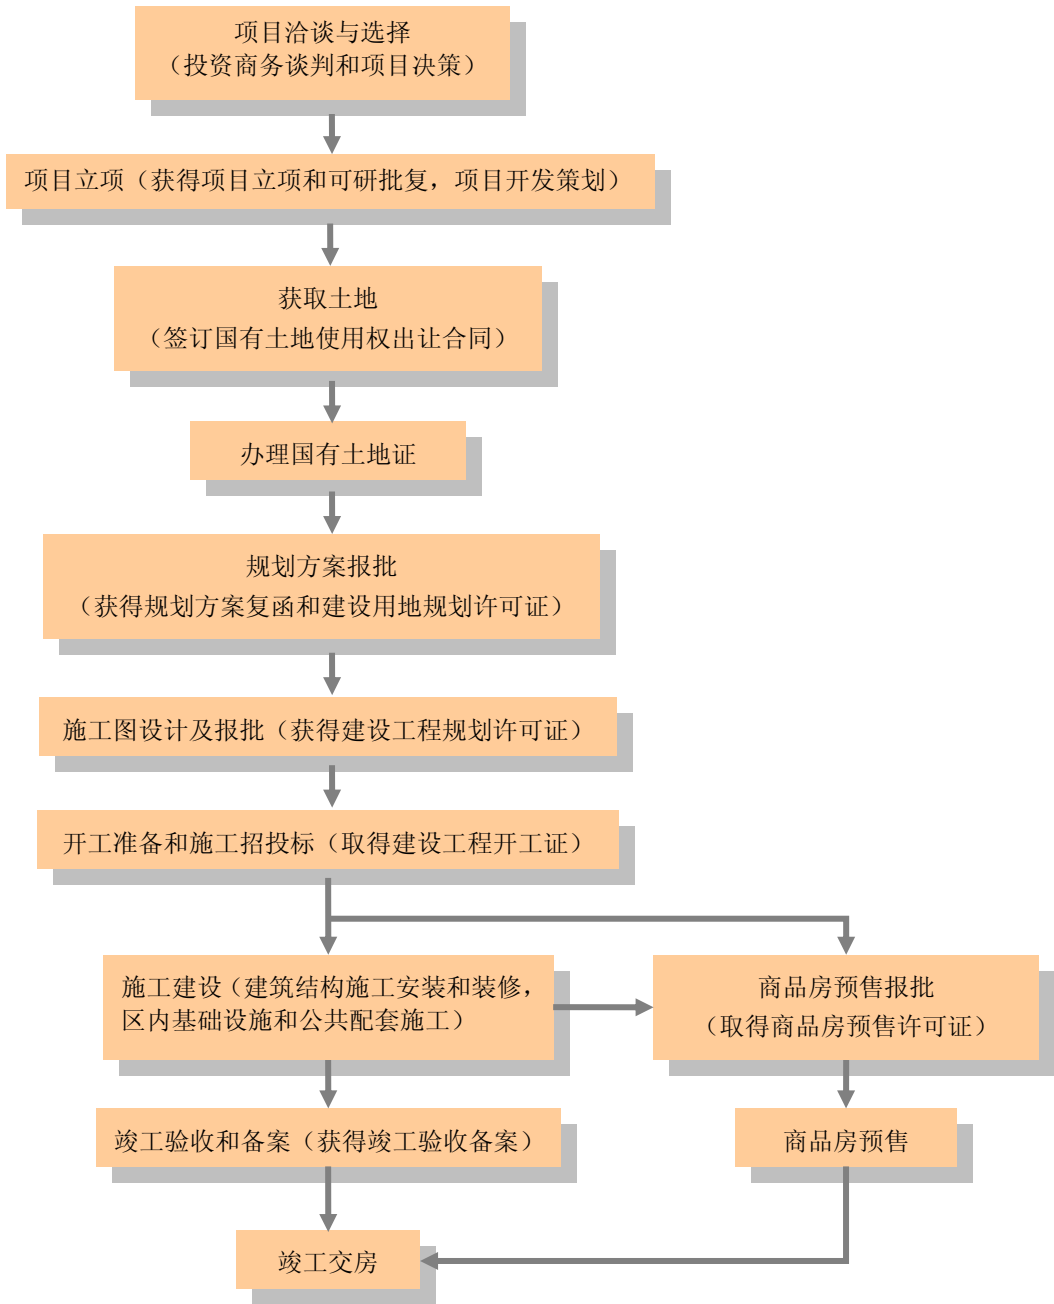 项目洽谈与选择
（投资商务谈判和项目决策）
项目立项（获得项目立项和可研批复，项目开发策划）
获取土地
（签订国有土地使用权出让合同）
办理国有土地证
规划方案报批
（获得规划方案复函和建设用地规划许可证）
施工图设计及报批（获得建设工程规划许可证）
开工准备和施工招投标（取得建设工程开工证）
施工建设（建筑结构施工安装和装修，
区内基础设施和公共配套施工）
商品房预售报批
（取得商品房预售许可证）
竣工验收和备案（获得竣工验收备案）
商品房预售
竣工交房